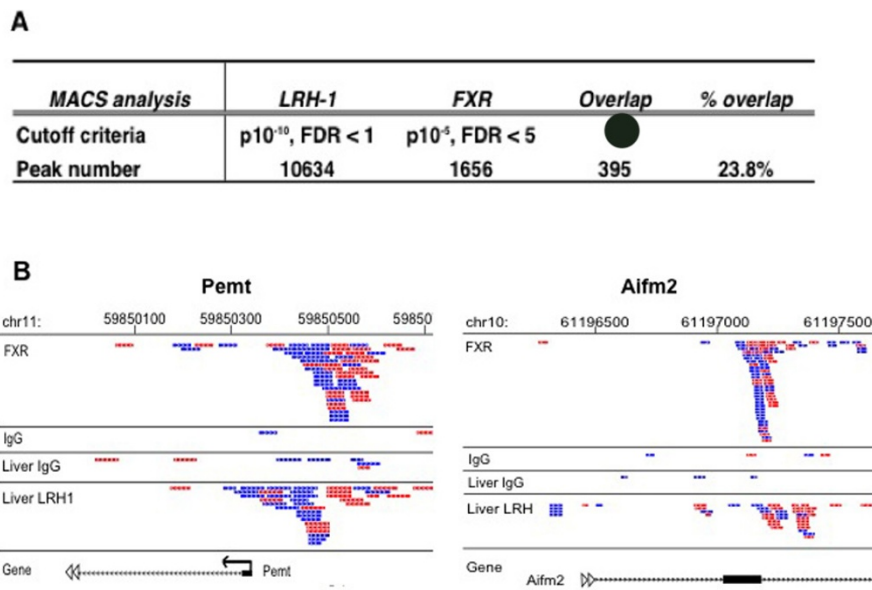 A
MACS analysis LRH-1 FXR Overlap % overlap
Cutoff criteria p10⁻¹⁰, FDR < 1 p10⁻⁵, FDR < 5
Peak number 10634 1656 395 23.8%
B
Pemt
chr11: 59850100 59850300 59850500 59850
FXR
IgG
Liver IgG
Liver LRH1
Gene Pemt
Aifm2
chr10: 61196500 61197000 61197500
FXR
IgG
Liver IgG
Liver LRH
Gene
Aifm2